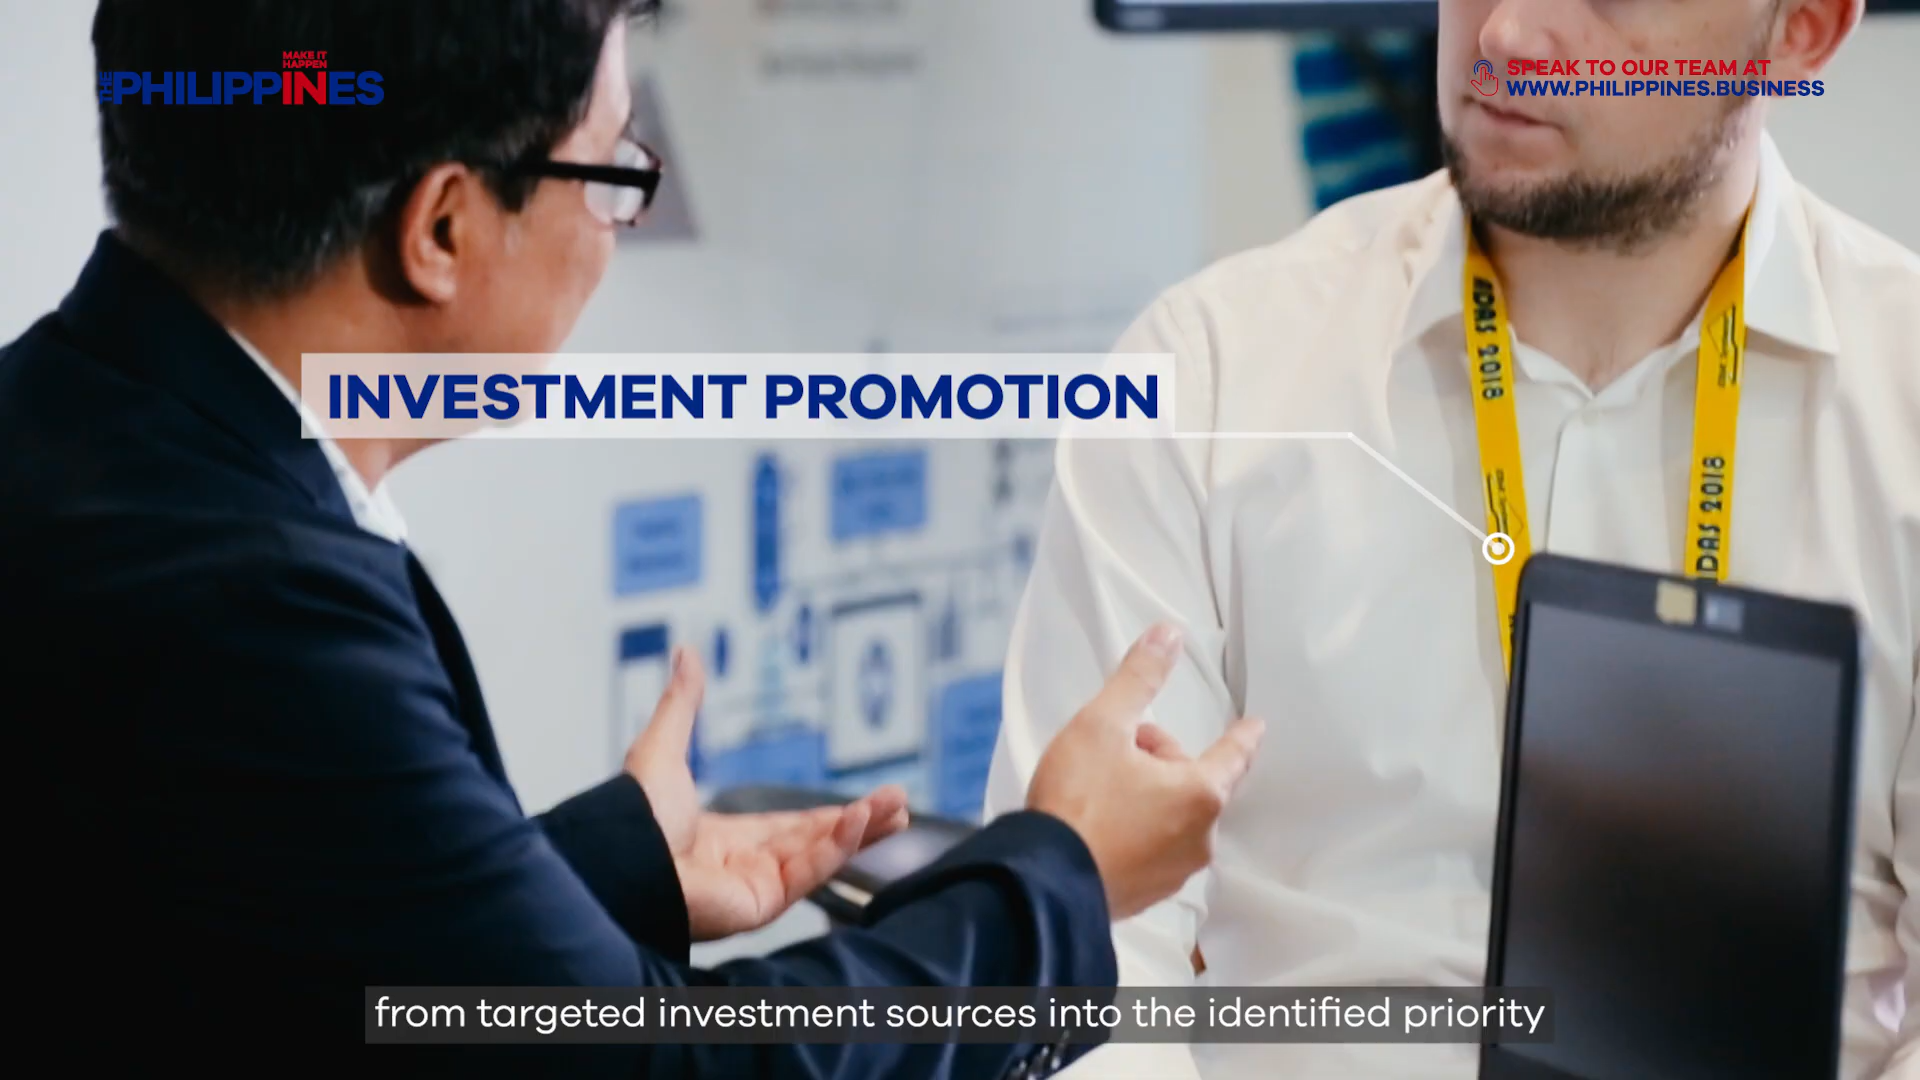 MAKE IT
HAPPEN
THE PHILIPPINES
SPEAK TO OUR TEAM AT
WWW.PHILIPPINES.BUSINESS
INVESTMENT PROMOTION
IDAS 2018
IDAS 2018
from targeted investment sources into the identified priority